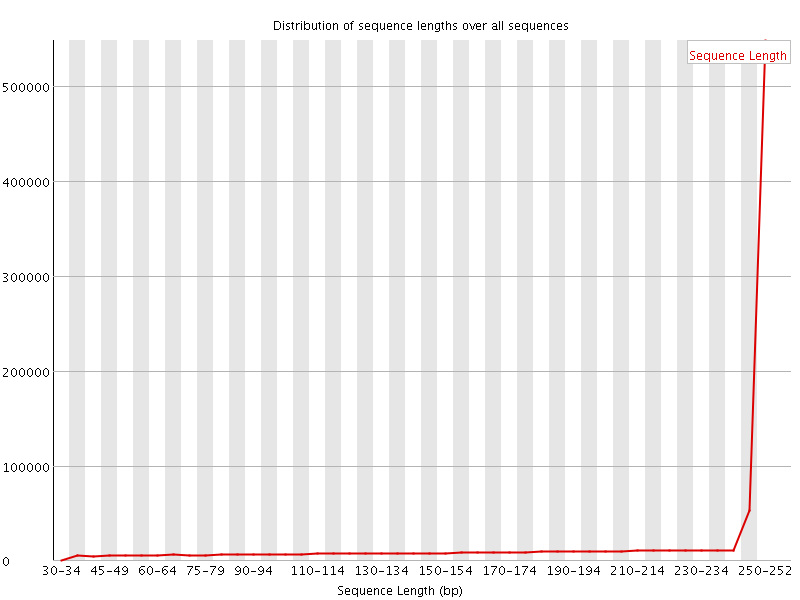 Distribution of sequence lengths over all sequences
Sequence Length
500000
400000
300000
200000
100000
0
30-34 45-49 60-64 75-79 90-94 110-114 130-134 150-154 170-174 190-194 210-214 230-234 250-252
Sequence Length (bp)